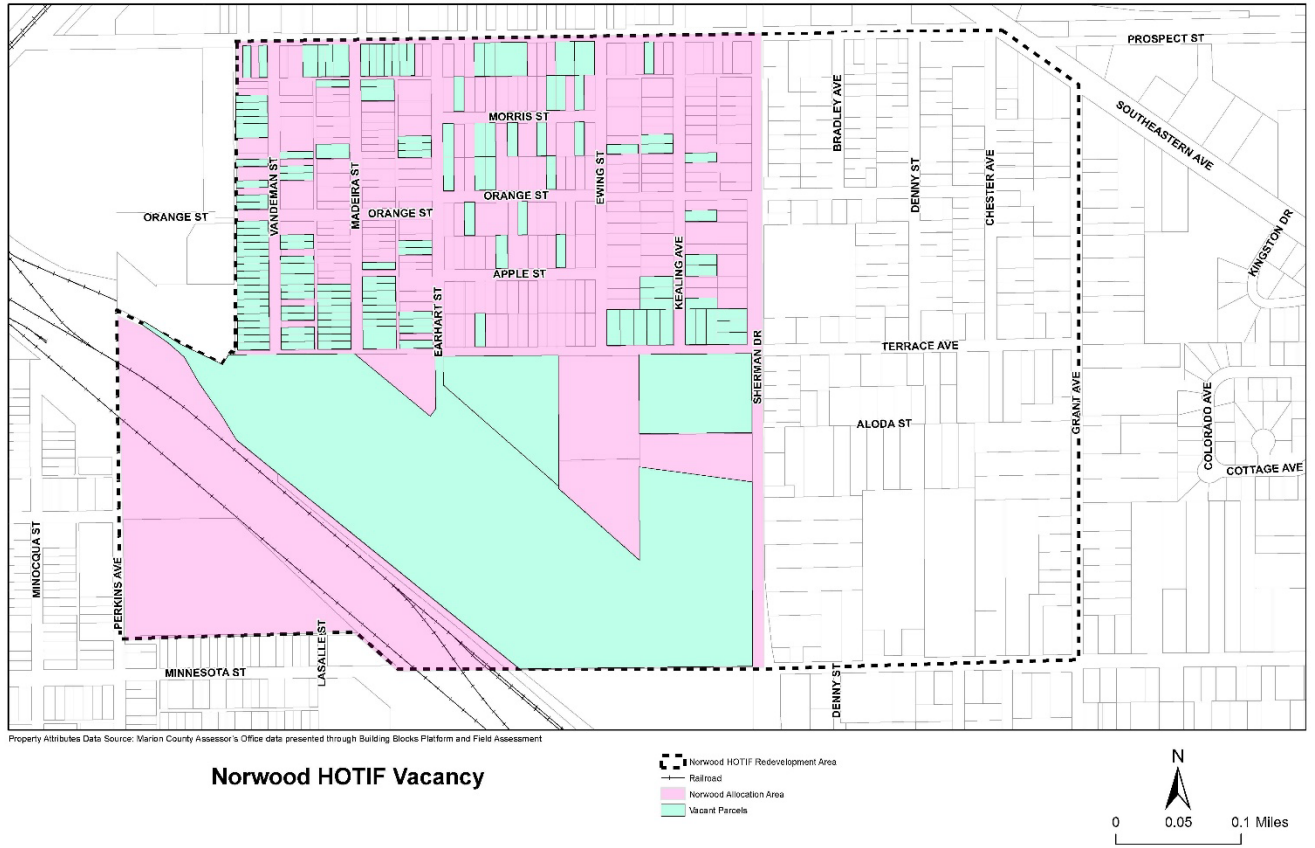 PROSPECT ST
SOUTHEASTERN AVE
BRADLEY AVE
MORRIS ST
DENNY ST
CHESTER AVE
VANDEMAN ST
MADEIRA ST
EWING ST
ORANGE ST
ORANGE ST
ORANGE ST
KINGSTON DR
KEALING AVE
APPLE ST
EARHART ST
TERRACE AVE
SHERMAN DR
GRANT AVE
COLORADO AVE
ALODA ST
COTTAGE AVE
MINOCQUA ST
PERKINS AVE
LASALLE ST
MINNESOTA ST
DENNY ST
Property Attributes Data Source: Marion County Assessor's Office data presented through Building Blocks Platform and Field Assessment
Norwood HOTIF Vacancy
Norwood HOTIF Redevelopment Area
Railroad
Norwood Allocation Area
Vacant Parcels
N
0 0.05 0.1 Miles